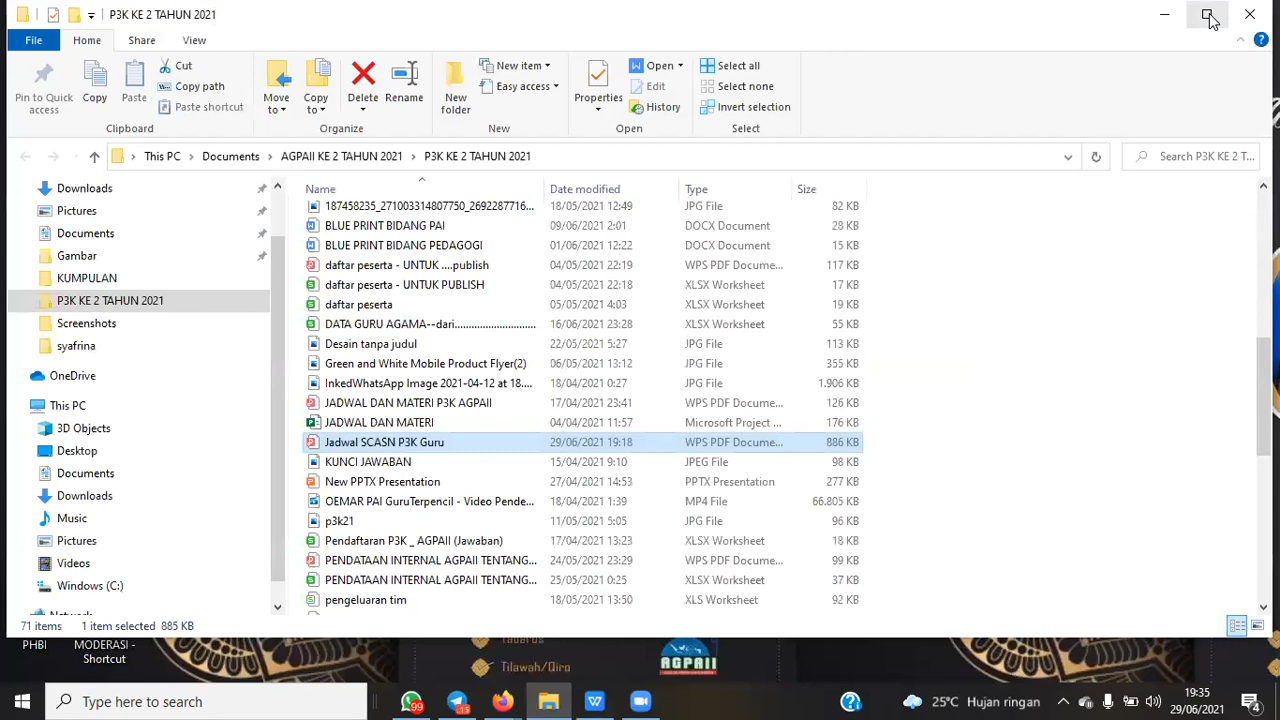 P3K KE 2 TAHUN 2021
File Home Share View
Pin to Quick access
Copy
Paste
Cut
Copy path
Paste shortcut
Move to
Copy to
Delete
Rename
New folder
New item
Easy access
Properties
Open
Edit
History
Select all
Select none
Invert selection
Clipboard Organize New Open Select
This PC > Documents > AGPAII KE 2 TAHUN 2021 > P3K KE 2 TAHUN 2021
Search P3K KE 2 T...
Downloads
Pictures
Documents
Gambar
KUMPULAN
P3K KE 2 TAHUN 2021
Screenshots
syafrina
OneDrive
This PC
3D Objects
Desktop
Documents
Downloads
Music
Pictures
Videos
Windows (C:)
Network
Name Date modified Type Size
187458235_271003314807750_2692287716... 18/05/2021 12:49 JPG File 82 KB
BLUE PRINT BIDANG PAI 09/06/2021 2:01 DOCX Document 28 KB
BLUE PRINT BIDANG PEDAGOGI 01/06/2021 12:22 DOCX Document 15 KB
daftar peserta - UNTUK ....publish 04/05/2021 22:19 WPS PDF Docume... 117 KB
daftar peserta - UNTUK PUBLISH 04/05/2021 22:18 XLSX Worksheet 17 KB
daftar peserta 05/05/2021 4:03 XLSX Worksheet 19 KB
DATA GURU AGAMA--dari............................... 16/06/2021 23:28 XLSX Worksheet 55 KB
Desain tanpa judul 22/05/2021 5:27 JPG File 113 KB
Green and White Mobile Product Flyer(2) 06/05/2021 13:12 JPG File 355 KB
InkedWhatsApp Image 2021-04-12 at 18.... 18/04/2021 0:27 JPG File 1.906 KB
JADWAL DAN MATERI P3K AGPAII 17/04/2021 23:41 WPS PDF Docume... 126 KB
JADWAL DAN MATERI 04/04/2021 11:57 Microsoft Project ... 176 KB
Jadwal SCASN P3K Guru 29/06/2021 19:18 WPS PDF Docume... 886 KB
KUNCI JAWABAN 15/04/2021 9:10 JPEG File 98 KB
New PPTX Presentation 27/04/2021 14:53 PPTX Presentation 277 KB
OEMAR PAI GuruTerpencil - Video Pende... 18/04/2021 1:39 MP4 File 66.805 KB
p3k21 11/05/2021 5:05 JPG File 96 KB
Pendaftaran P3K _ AGPAII (Jawaban) 17/04/2021 13:23 XLSX Worksheet 18 KB
PENDATAAN INTERNAL AGPAII TENTANG... 24/05/2021 23:29 WPS PDF Docume... 99 KB
PENDATAAN INTERNAL AGPAII TENTANG... 25/05/2021 0:25 XLSX Worksheet 37 KB
pengeluaran tim 18/05/2021 13:50 XLS Worksheet 92 KB
71 items 1 item selected 885 KB
PHBI
MODERASI - Shortcut
Tilawah/Qiro
AGPAII
Type here to search
99
15
25°C Hujan ringan
19:35
29/06/2021
4